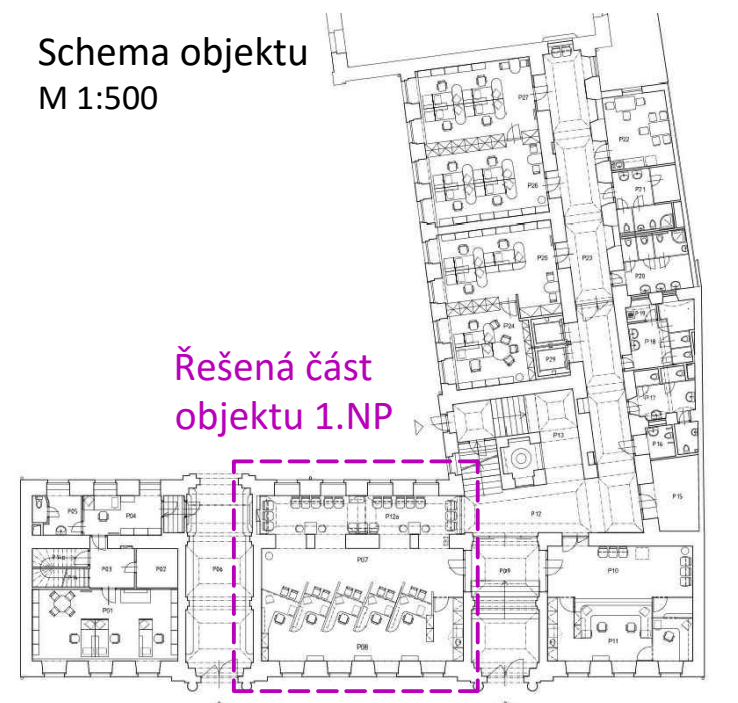 Schema objektu
M 1:500
P27
P22
P26
P21
P25
P23
P20
P19
P24
P18
P29
P17
Řešená část
objektu 1.NP
P13
P16
P15
P05
P04
P12a
P12
P03
P02
P06
P07
P09
P10
P01
P08
P11